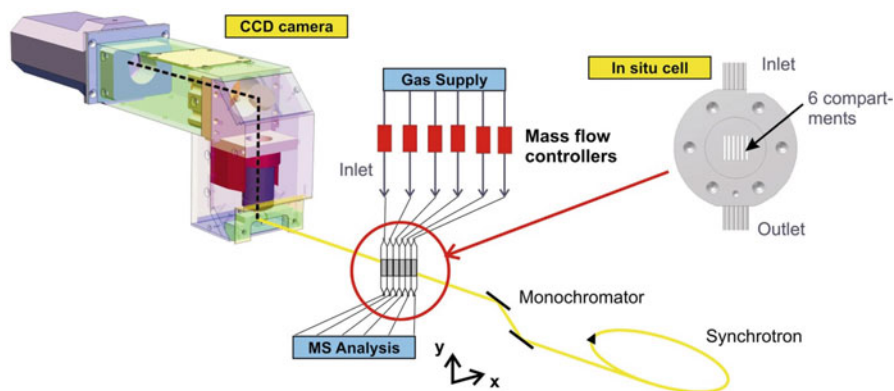 CCD camera
Gas Supply
In situ cell
Inlet
6 compart-
ments
Mass flow
controllers
Inlet
Outlet
Monochromator
Synchrotron
MS Analysis
y
x